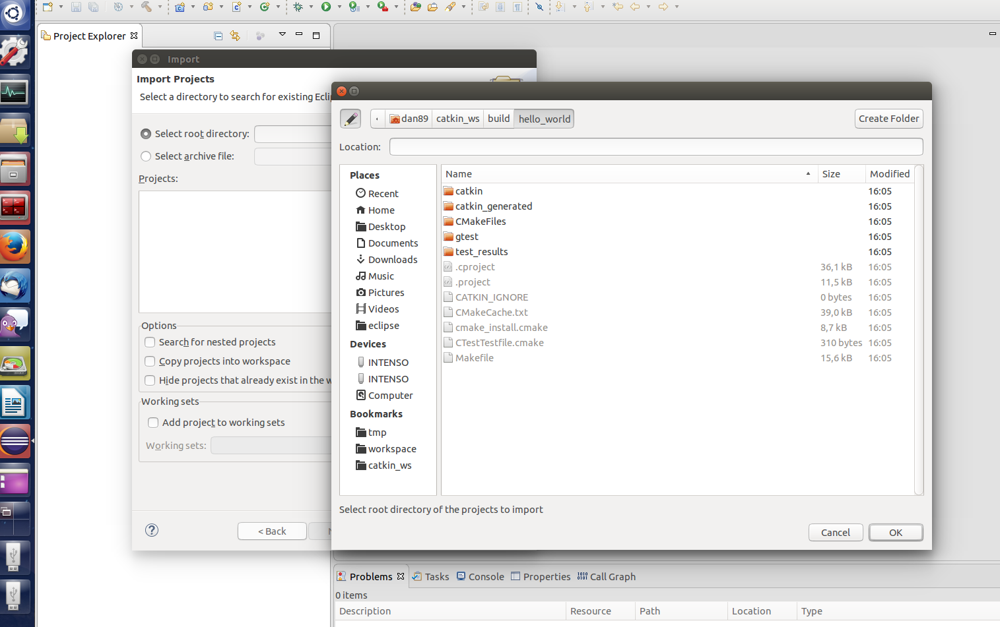 Project Explorer
Import
Import Projects
Select a directory to search for existing Ecli
Select root directory:
Select archive file:
Projects:
Options
Search for nested projects
Copy projects into workspace
Hide projects that already exist in the w
Working sets
Add project to working sets
Working sets:
< Back
dan89 catkin_ws build hello_world
Create Folder
Location:
Places
Recent
Home
Desktop
Documents
Downloads
Music
Pictures
Videos
eclipse
Devices
INTENSO
INTENSO
Computer
Bookmarks
tmp
workspace
catkin_ws
Name Size Modified
catkin 16:05
catkin_generated 16:05
CMakeFiles 16:05
gtest 16:05
test_results 16:05
.cproject 36,1 kB 16:05
.project 11,5 kB 16:05
CATKIN_IGNORE 0 bytes 16:05
CMakeCache.txt 39,0 kB 16:05
cmake_install.cmake 8,7 kB 16:05
CTestTestfile.cmake 310 bytes 16:05
Makefile 15,6 kB 16:05
Select root directory of the projects to import
Cancel OK
Problems Tasks Console Properties Call Graph
0 items
Description Resource Path Location Type